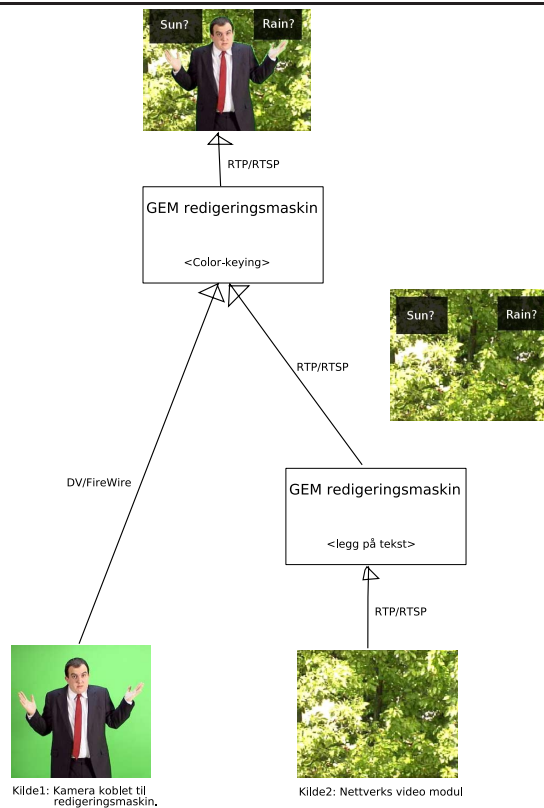 Sun?
Rain?
RTP/RTSP
GEM redigeringsmaskin
<Color-keying>
Sun?
Rain?
RTP/RTSP
DV/FireWire
GEM redigeringsmaskin
<legg på tekst>
RTP/RTSP
Kilde1: Kamera koblet til
redigeringsmaskin.
Kilde2: Nettverks video modul